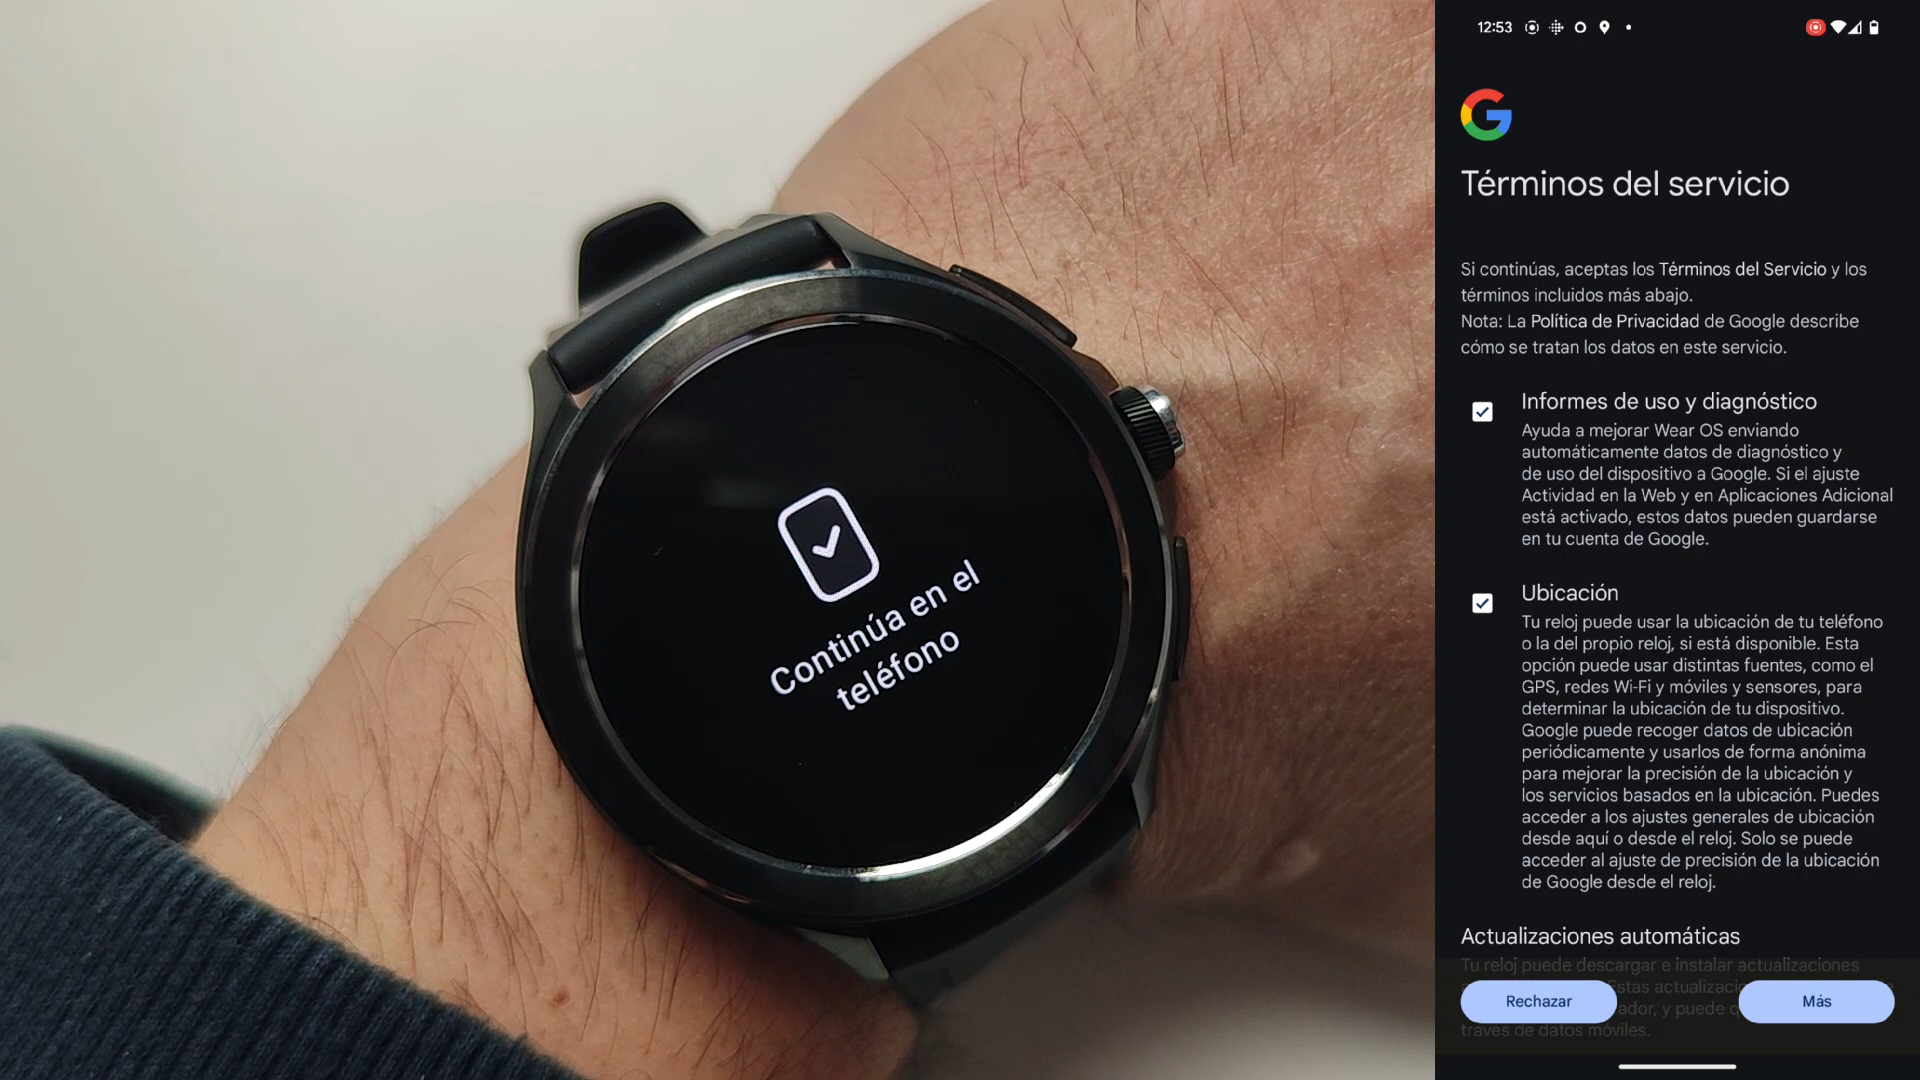 Continúa en el
teléfono
12:53
Términos del servicio
Si continúas, aceptas los Términos del Servicio y los
términos incluidos más abajo.
Nota: La Política de Privacidad de Google describe
cómo se tratan los datos en este servicio.
Informes de uso y diagnóstico
Ayuda a mejorar Wear OS enviando
automáticamente datos de diagnóstico y
de uso del dispositivo a Google. Si el ajuste
Actividad en la Web y en Aplicaciones Adicional
está activado, estos datos pueden guardarse
en tu cuenta de Google.
Ubicación
Tu reloj puede usar la ubicación de tu teléfono
o la del propio reloj, si está disponible. Esta
opción puede usar distintas fuentes, como el
GPS, redes Wi-Fi y móviles y sensores, para
determinar la ubicación de tu dispositivo.
Google puede recoger datos de ubicación
periódicamente y usarlos de forma anónima
para mejorar la precisión de la ubicación y
los servicios basados en la ubicación. Puedes
acceder a los ajustes generales de ubicación
desde aquí o desde el reloj. Solo se puede
acceder al ajuste de precisión de la ubicación
de Google desde el reloj.
Actualizaciones automáticas
Tu reloj puede descargar e instalar actualizaciones
Estas
ador, y puede
través de datos móviles.
Rechazar
Más